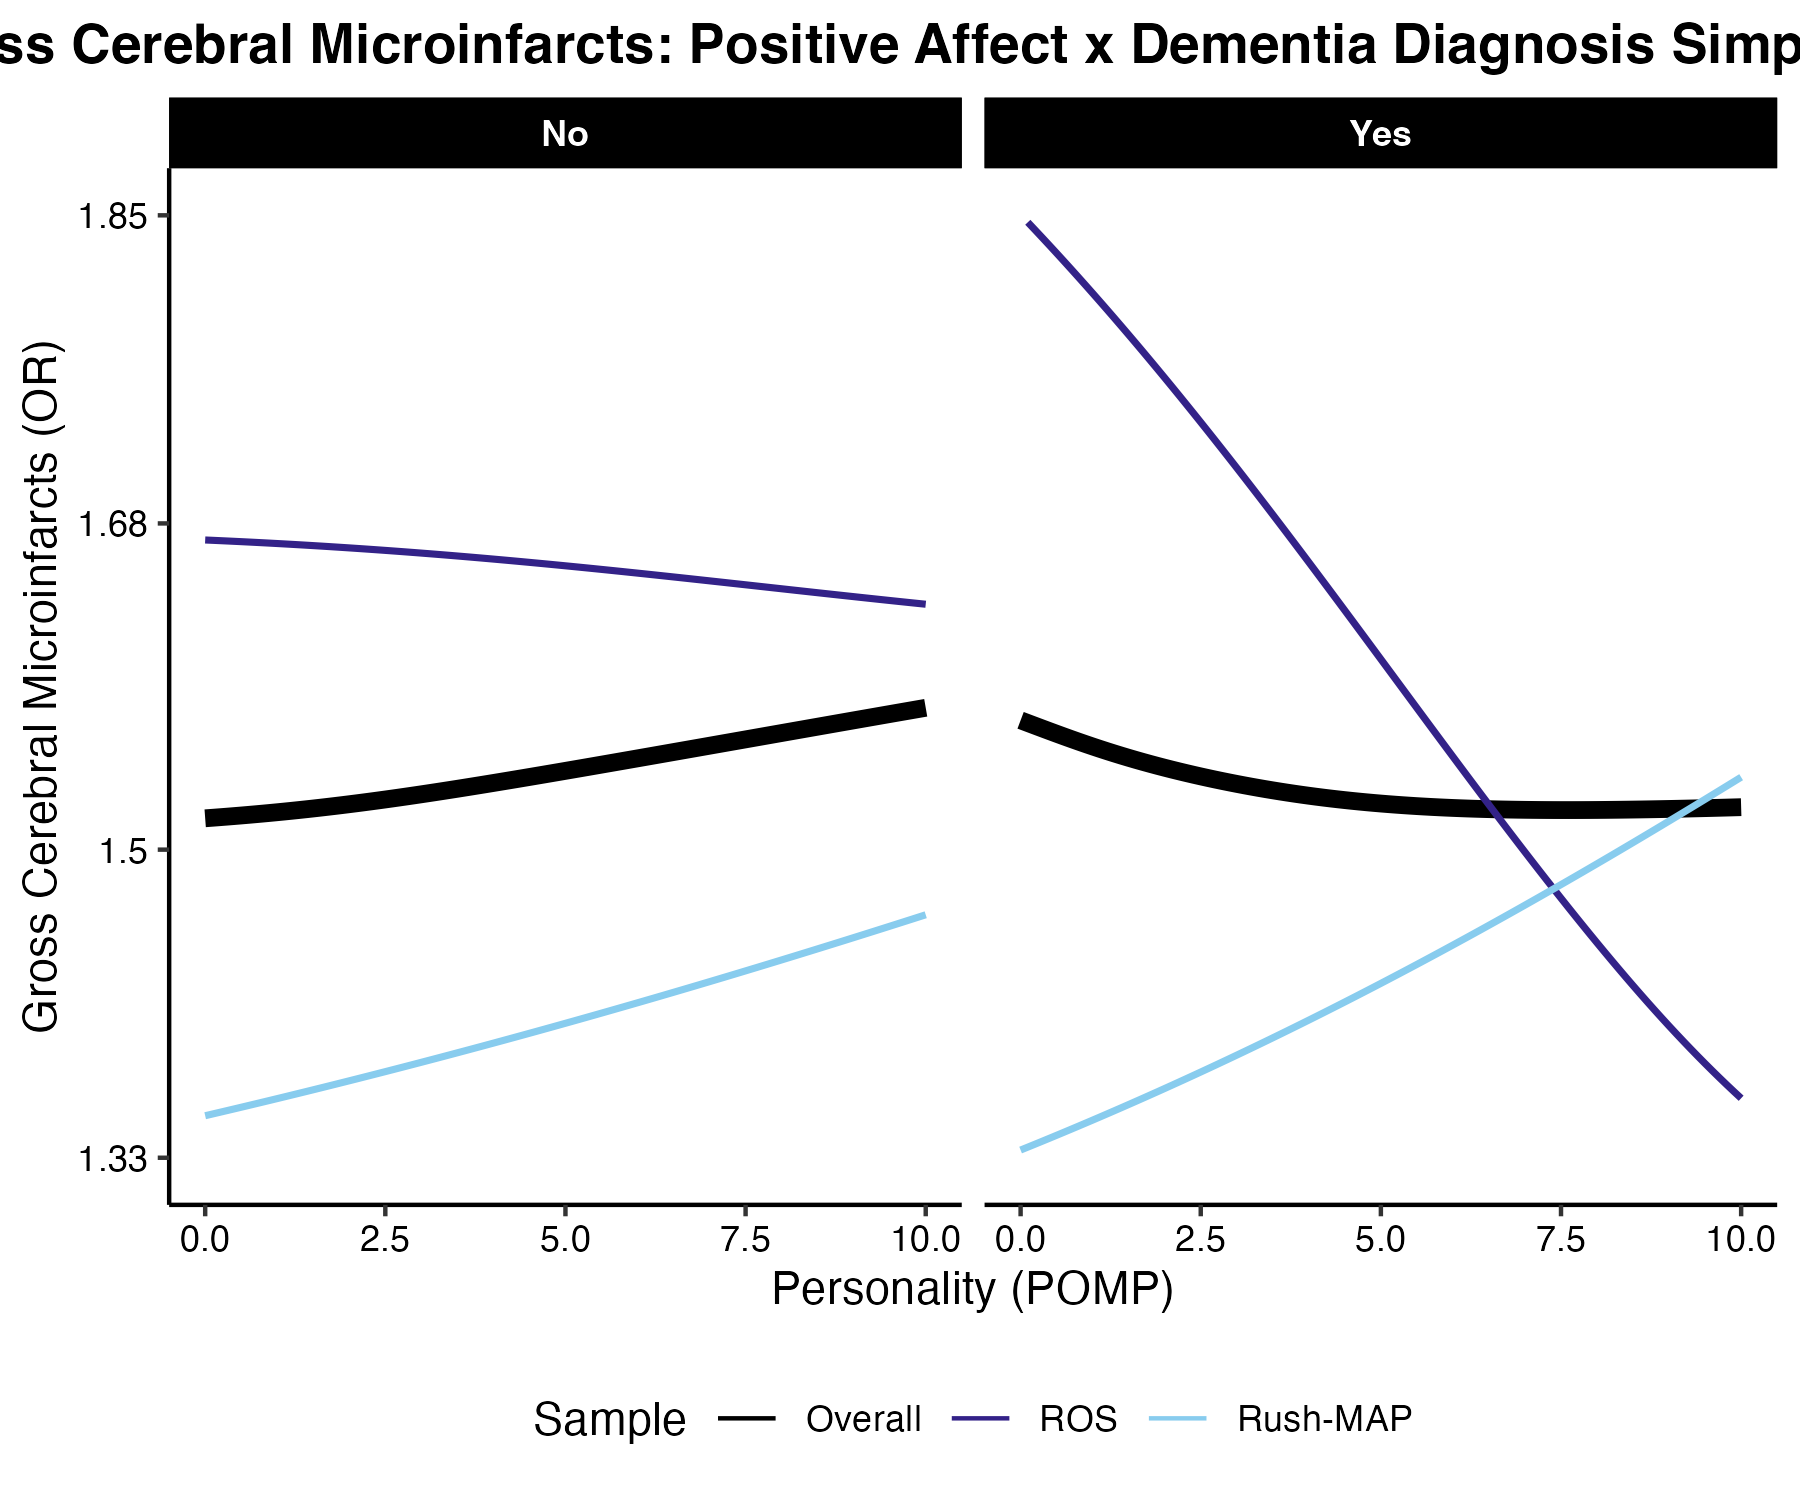 ss Cerebral Microinfarcts: Positive Affect x Dementia Diagnosis Simp
No Yes
Gross Cerebral Microinfarcts (OR)
1.85
1.68
1.5
1.33
0.0 2.5 5.0 7.5 10.0 0.0 2.5 5.0 7.5 10.0
Personality (POMP)
Sample Overall ROS Rush-MAP